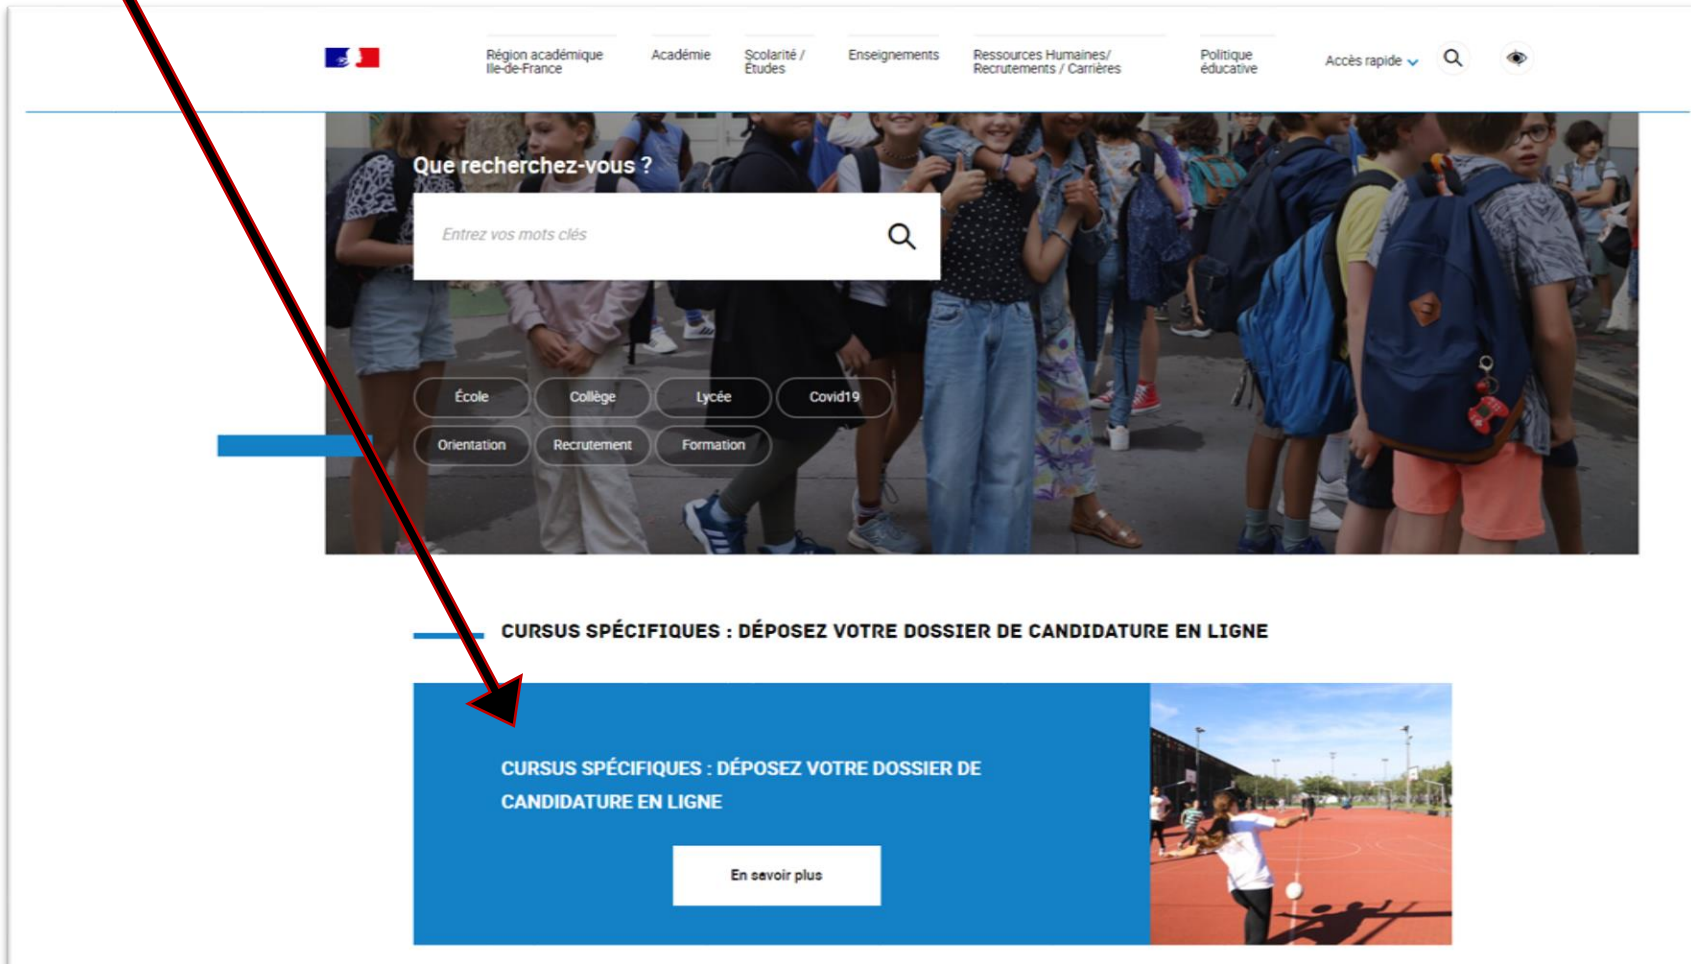 Région académique
Ile-de-France
Académie
Scolarité /
Études
Enseignements
Ressources Humaines/
Recrutements / Carrières
Politique
éducative
Accès rapide
Que recherchez-vous ?
Entrez vos mots clés
École
Collège
Lycée
Covid19
Orientation
Recrutement
Formation
CURSUS SPÉCIFIQUES : DÉPOSEZ VOTRE DOSSIER DE CANDIDATURE EN LIGNE
CURSUS SPÉCIFIQUES : DÉPOSEZ VOTRE DOSSIER DE
CANDIDATURE EN LIGNE
En savoir plus